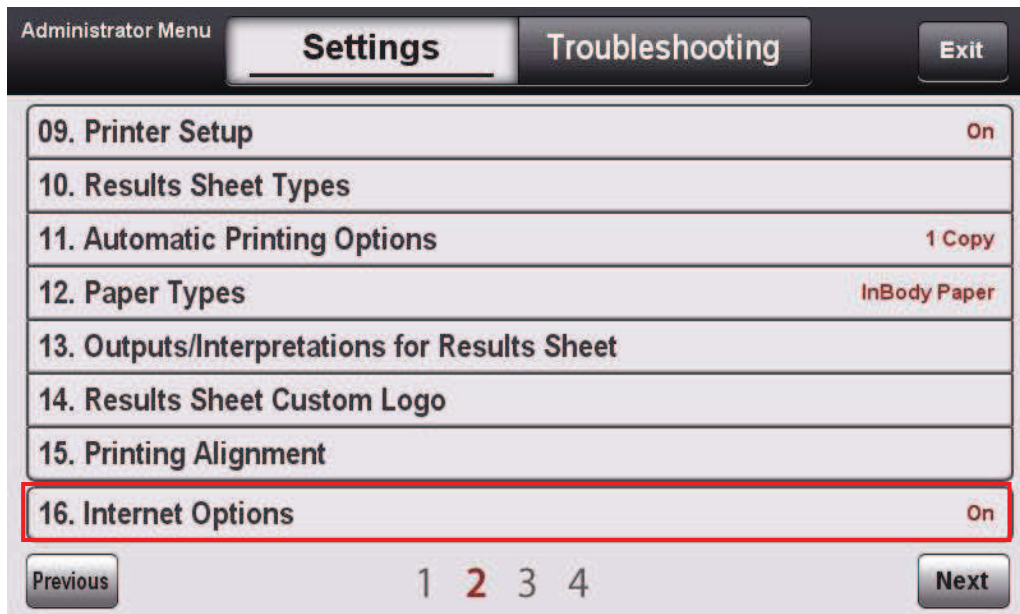 Administrator Menu Settings Troubleshooting Exit
09. Printer Setup On
10. Results Sheet Types
11. Automatic Printing Options 1 Copy
12. Paper Types InBody Paper
13. Outputs/Interpretations for Results Sheet
14. Results Sheet Custom Logo
15. Printing Alignment
16. Internet Options On
Previous 1 2 3 4 Next